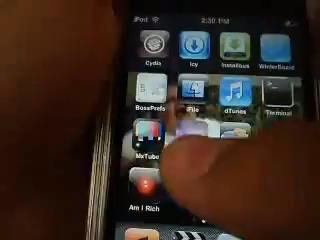 iPod 2:30 PM
Cydia Icy Installous WinterBoard
BossPrefs iFile dTunes Terminal
MxTube
Am I Rich